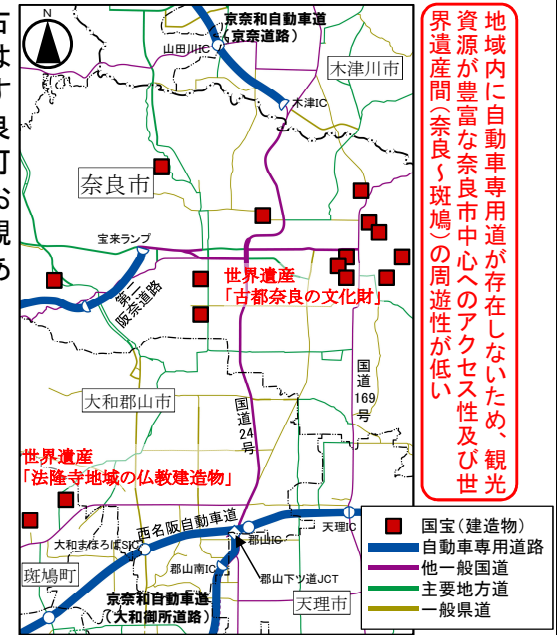 地域内に自動車専用道が存在しないため、観光
資源が豊富な奈良市中心へのアクセス性及び世
界遺産間(奈良~斑鳩)の周遊性が低い
N
京奈和自動車道
(京奈道路)
山田川IC
木津川市
木津IC
奈良市
宝来ランプ
第二
阪奈道路
世界遺産
「古都奈良の文化財」
国道
169
号
大和郡山市
国道
24
号
世界遺産
「法隆寺地域の仏教建造物」
西名阪自動車道
大和まほろばSIC
郡山IC
天理IC
斑鳩町
郡山南IC
郡山下ツ道JCT
京奈和自動車道
(大和御所道路)
天理市
国宝(建造物)
自動車専用道路
他一般国道
主要地方道
一般県道